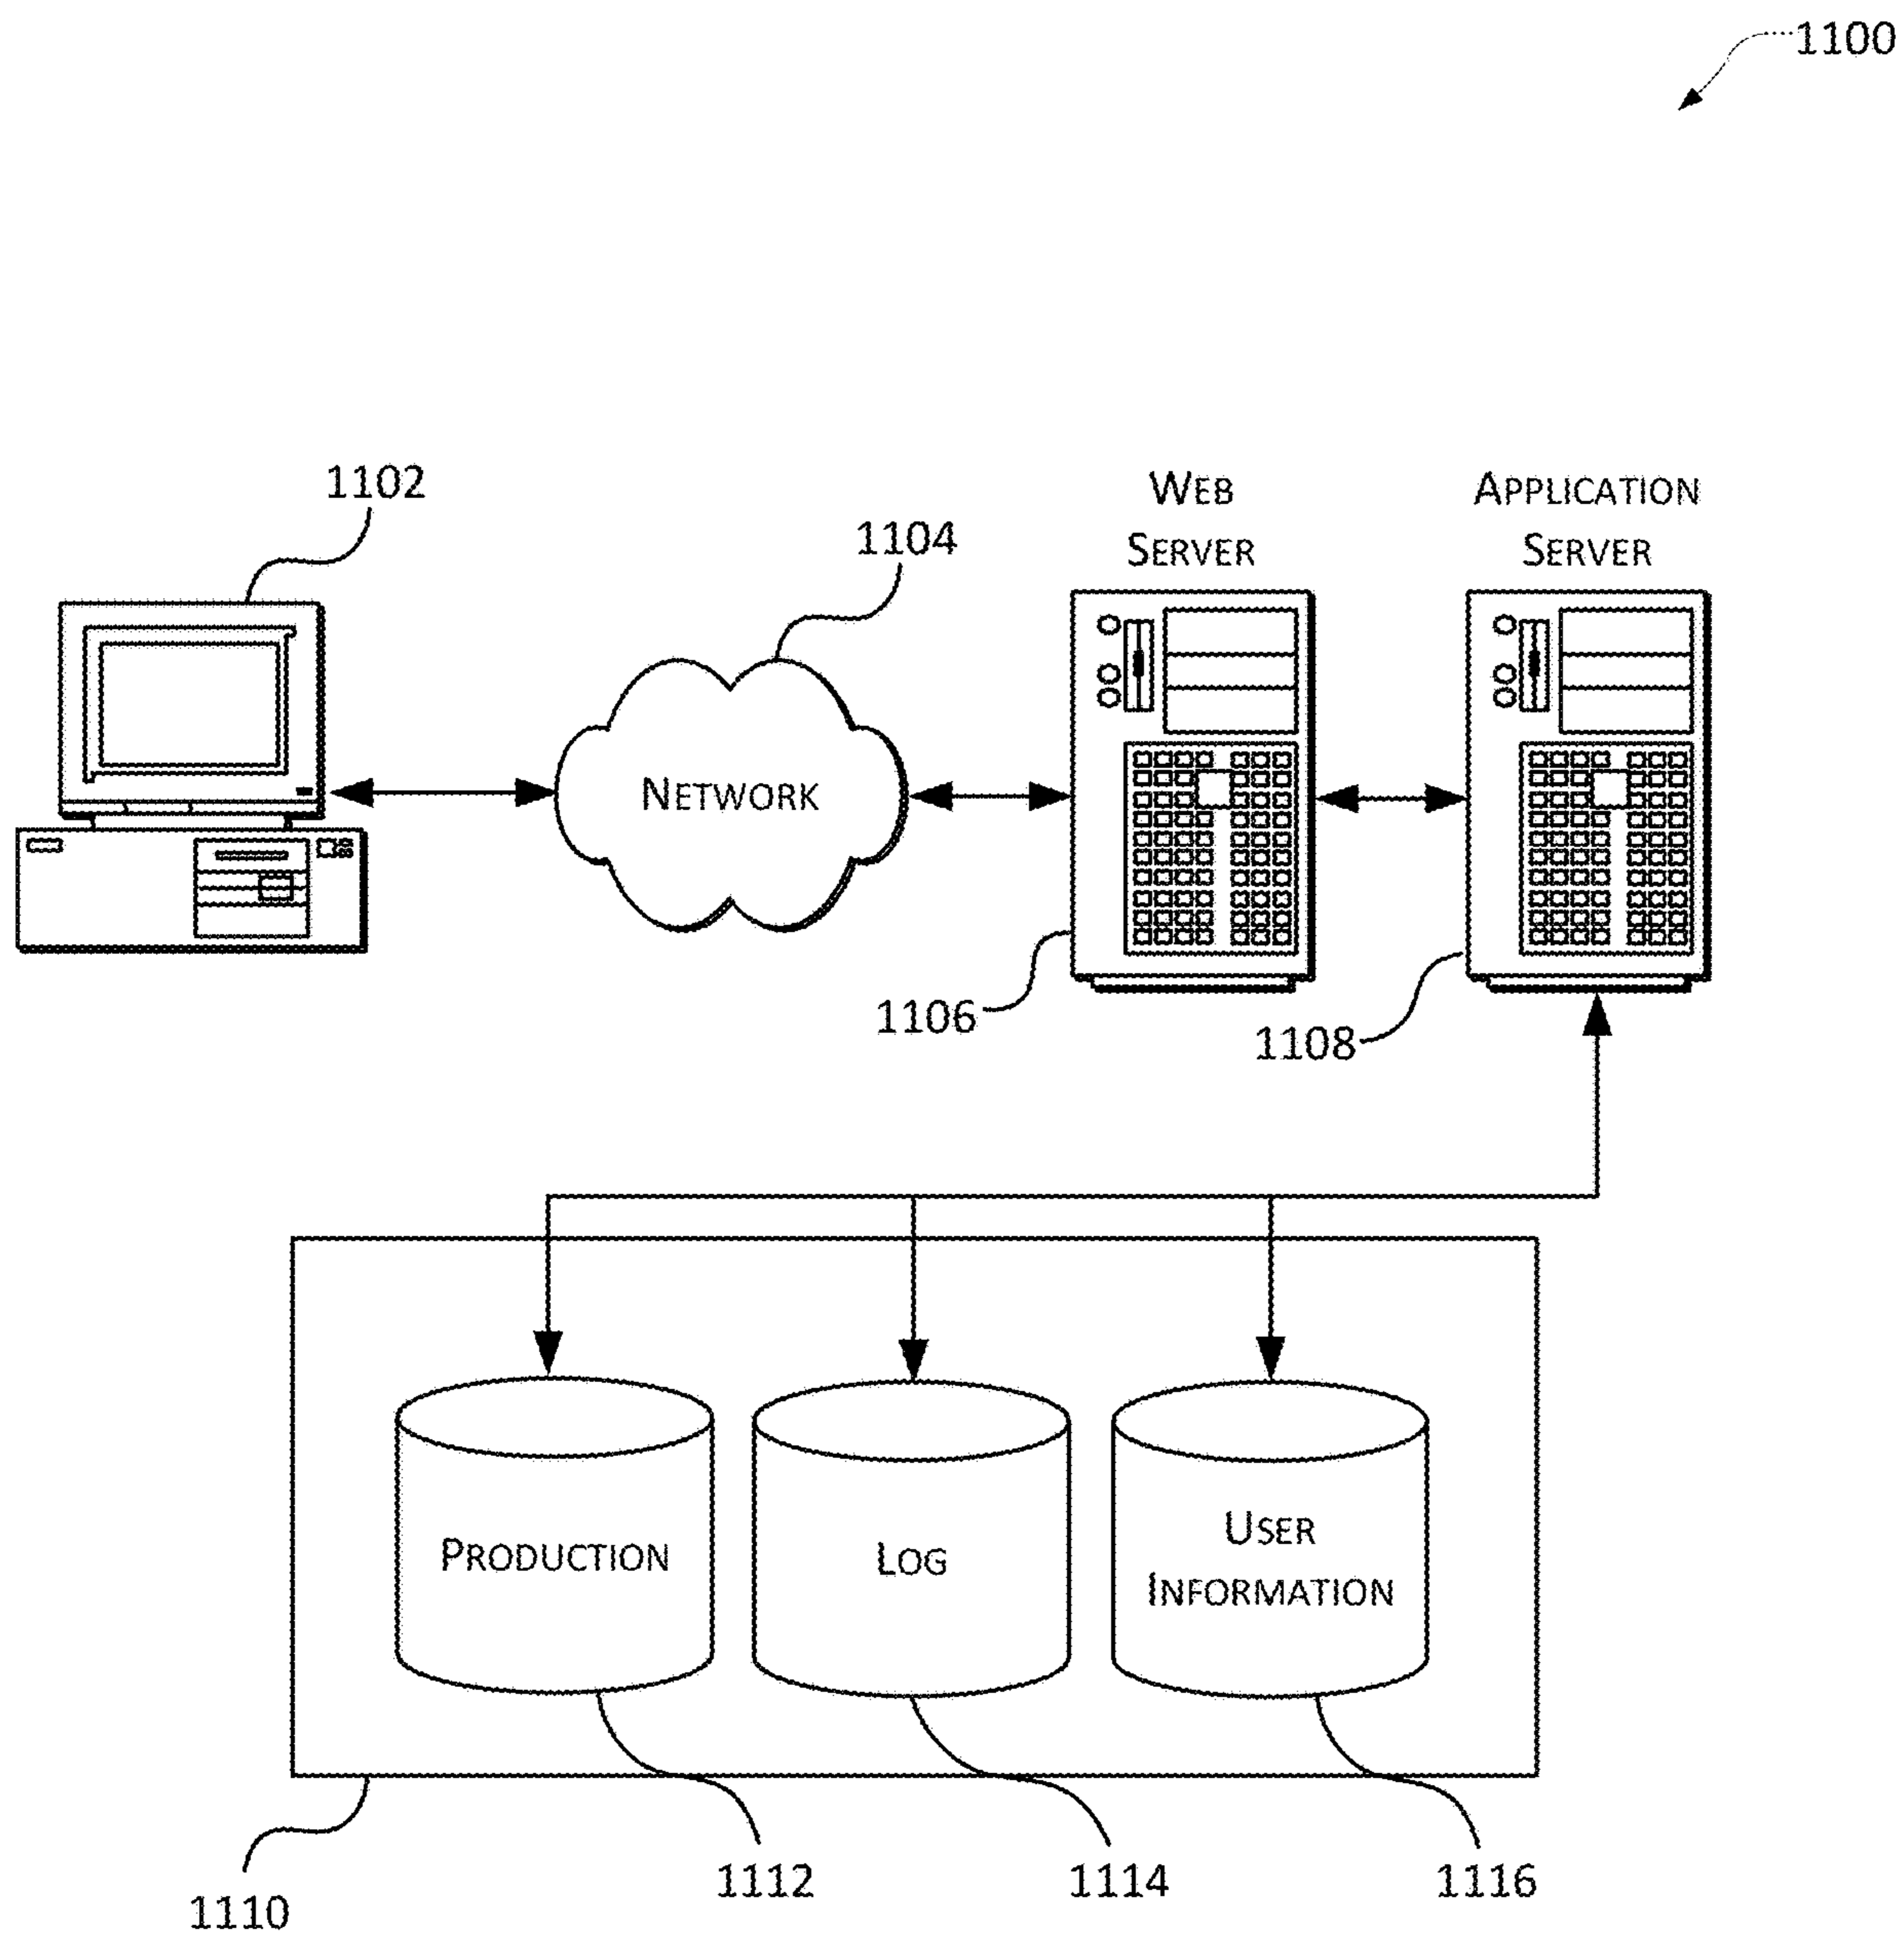 1100
1102
1104
WEB
SERVER
APPLICATION
SERVER
NETWORK
1106
1108
PRODUCTION
LOG
USER
INFORMATION
1110
1112
1114
1116